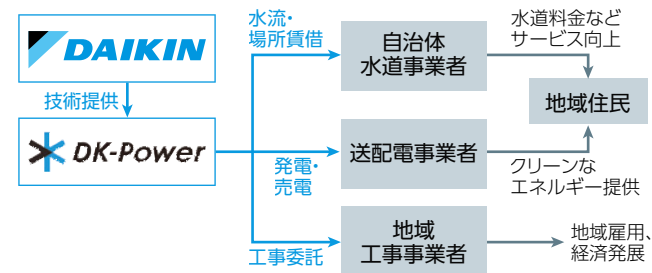 DAIKIN
技術提供
DK-Power
水流・
場所賃借
発電・
売電
工事委託
自治体
水道事業者
送配電事業者
地域
工事事業者
水道料金など
サービス向上
地域住民
クリーンな
エネルギー提供
地域雇用、
経済発展